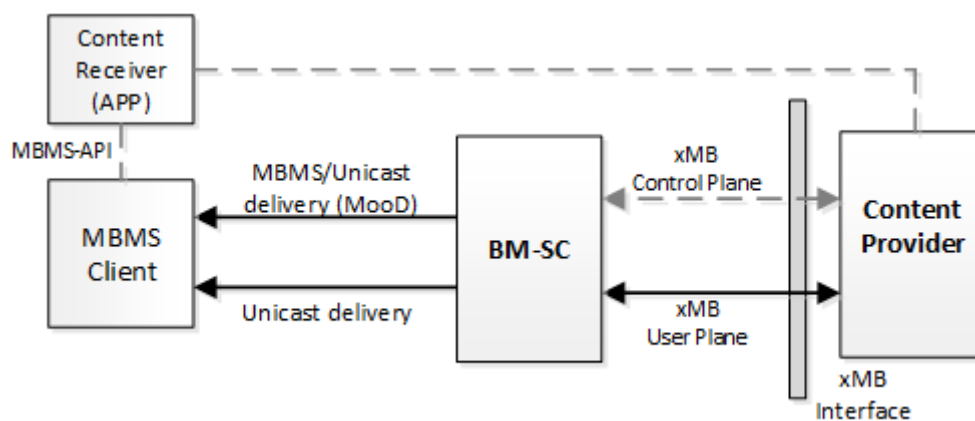 Content
Receiver
(APP)
MBMS-API
MBMS
Client
MBMS/Unicast
delivery (MooD)
Unicast delivery
BM-SC
xMB
Control Plane
xMB
User Plane
Content
Provider
xMB
Interface